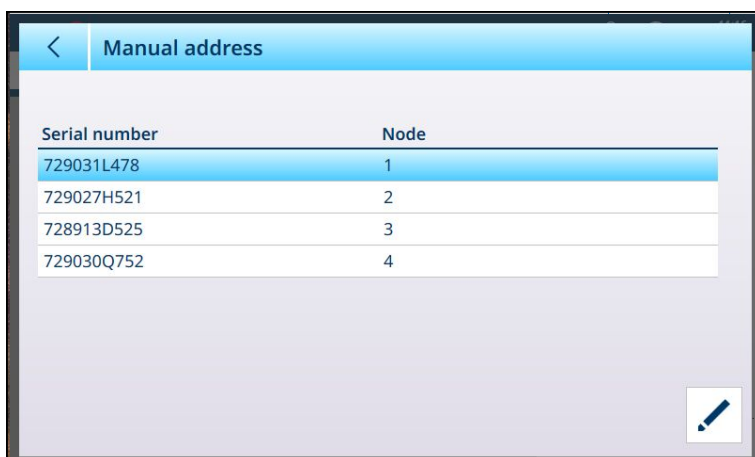 Manual address
Serial number Node
729031L478 1
729027H521 2
728913D525 3
729030Q752 4